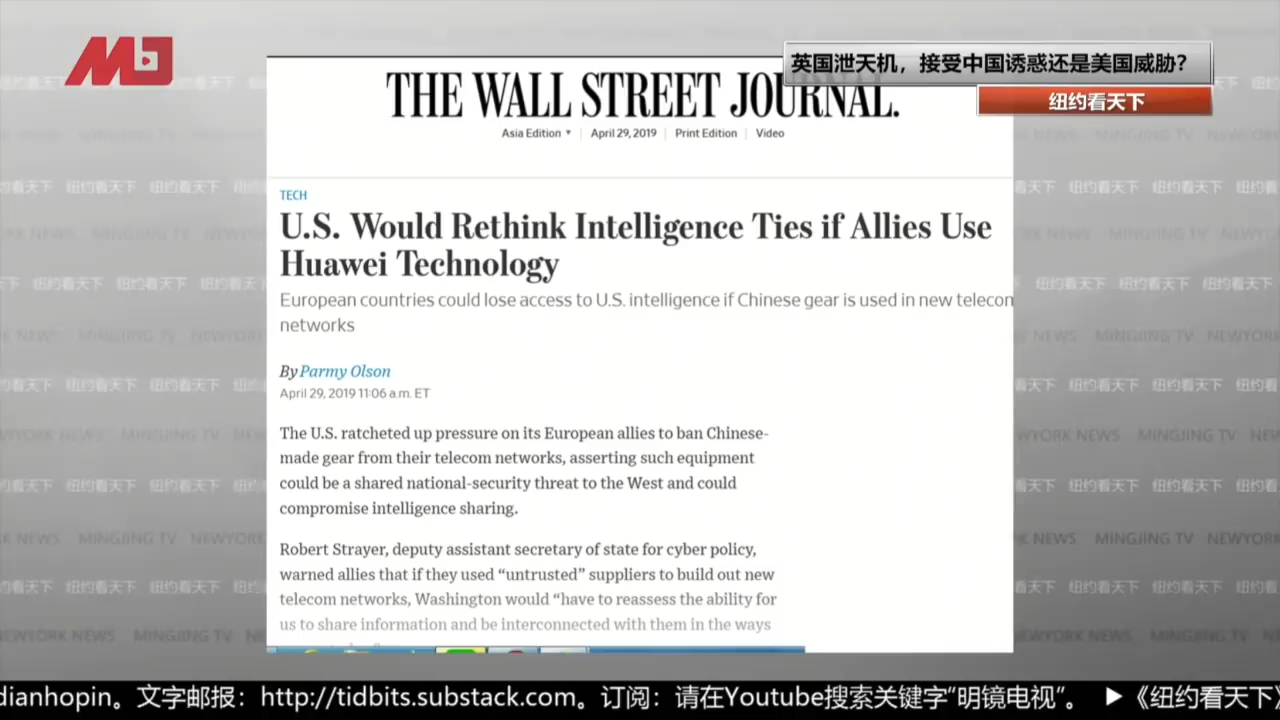 英国泄天机，接受中国诱惑还是美国威胁？
纽约看天下
THE WALL STREET JOURNAL.
Asia Edition
April 29, 2019
Print Edition
Video
TECH
U.S. Would Rethink Intelligence Ties if Allies Use
Huawei Technology
European countries could lose access to U.S. intelligence if Chinese gear is used in new telecom
networks
By Parmy Olson
April 29, 2019 11:06 a.m. ET
The U.S. ratcheted up pressure on its European allies to ban Chinese-
made gear from their telecom networks, asserting such equipment
could be a shared national-security threat to the West and could
compromise intelligence sharing.
Robert Strayer, deputy assistant secretary of state for cyber policy,
warned allies that if they used “untrusted” suppliers to build out new
telecom networks, Washington would “have to reassess the ability for
us to share information and be interconnected with them in the ways
dianhopin。文字邮报：http://tidbits.substack.com。订阅：请在Youtube搜索关键字“明镜电视”。 ▶《纽约看天下》